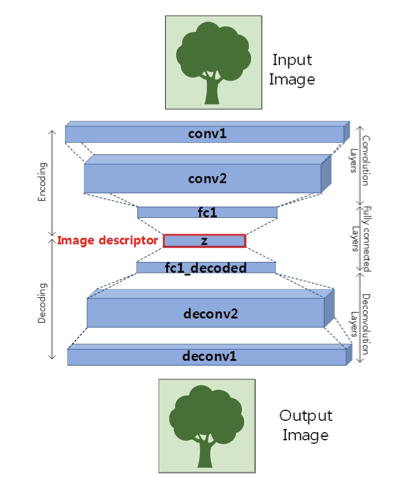 Input
Image
conv1
conv2
fc1
Image descriptor
z
fc1_decoded
deconv2
deconv1
Encoding
Decoding
Convolution
Layers
Fully connected
Layers
Deconvolution
Layers
Output
Image